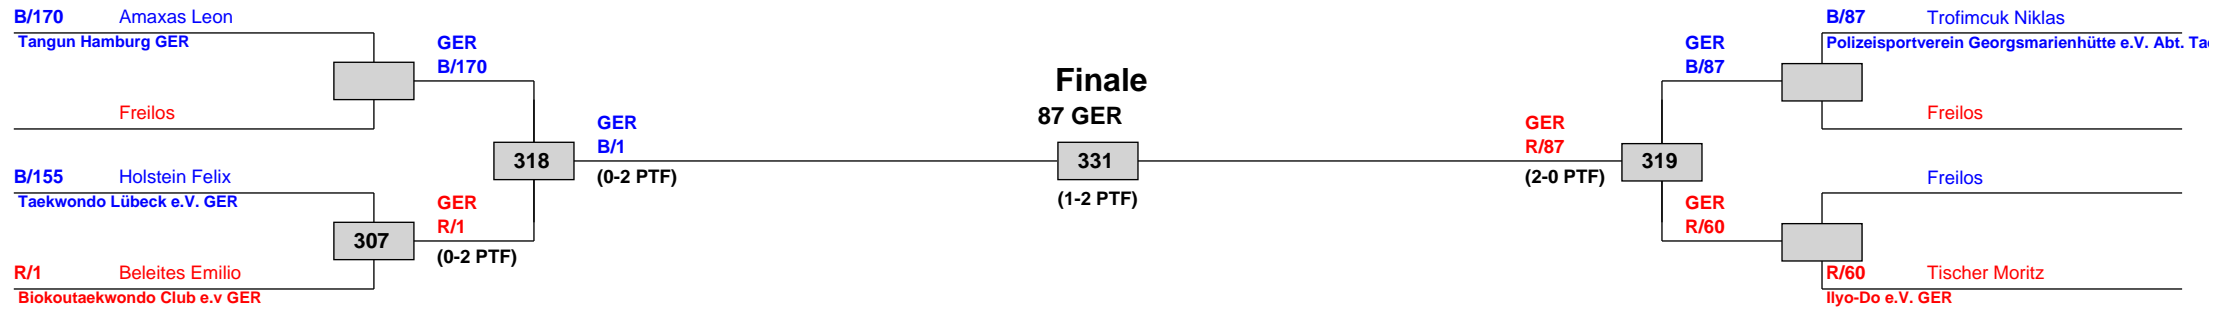 B/170 Amaxas Leon
Tangun Hamburg GER
GER
B/170
Freilos
318
GER
B/1
(0-2 PTF)
B/155 Holstein Felix
Taekwondo Lübeck e.V. GER
307
GER
R/1
(0-2 PTF)
R/1 Beleites Emilio
Biokoutaekwondo Club e.v GER
Finale
87 GER
331
(1-2 PTF)
B/87 Trofimcuk Niklas
Polizeisportverein Georgsmarienhütte e.V. Abt.
GER
B/87
Freilos
GER
R/87
(2-0 PTF)
319
Freilos
GER
R/60
R/60 Tischer Moritz
Ilyo-Do e.V. GER